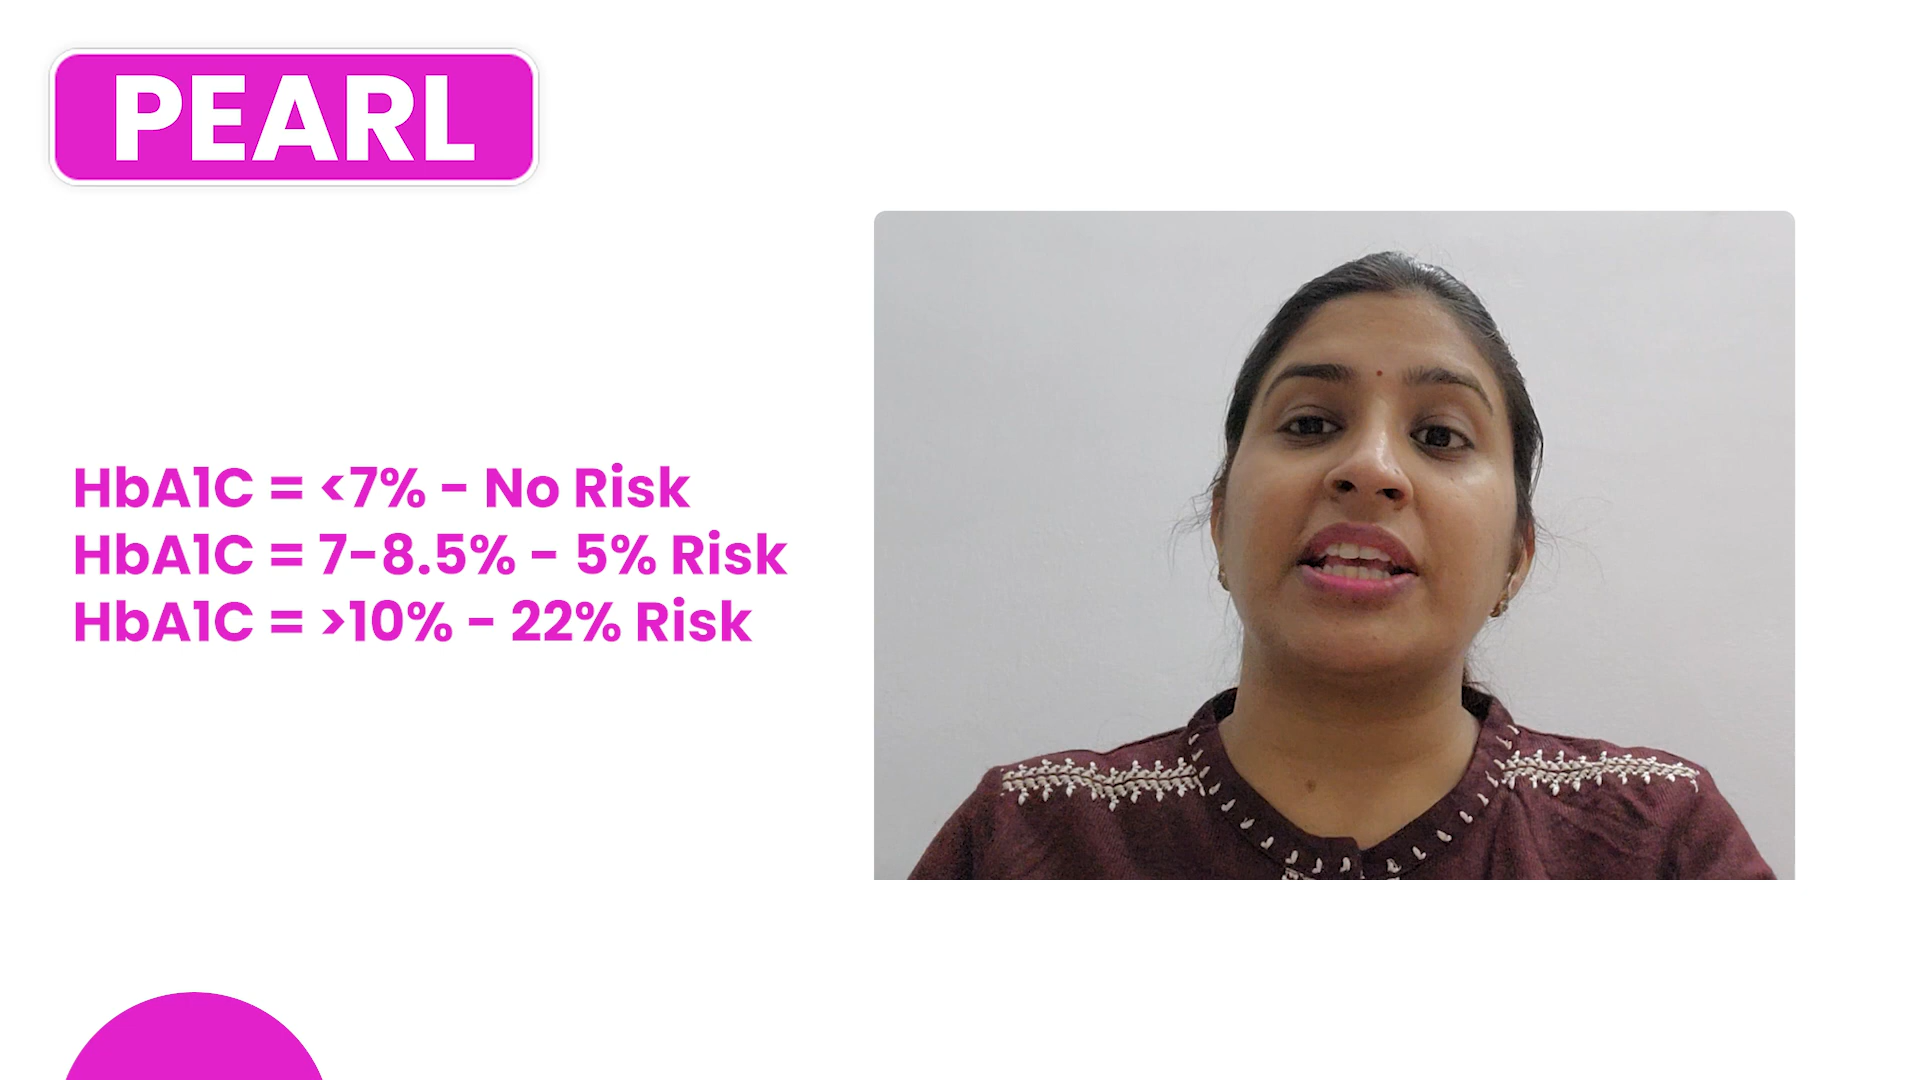 PEARL
HbA1C = <7% - No Risk
HbA1C = 7-8.5% - 5% Risk
HbA1C = >10% - 22% Risk